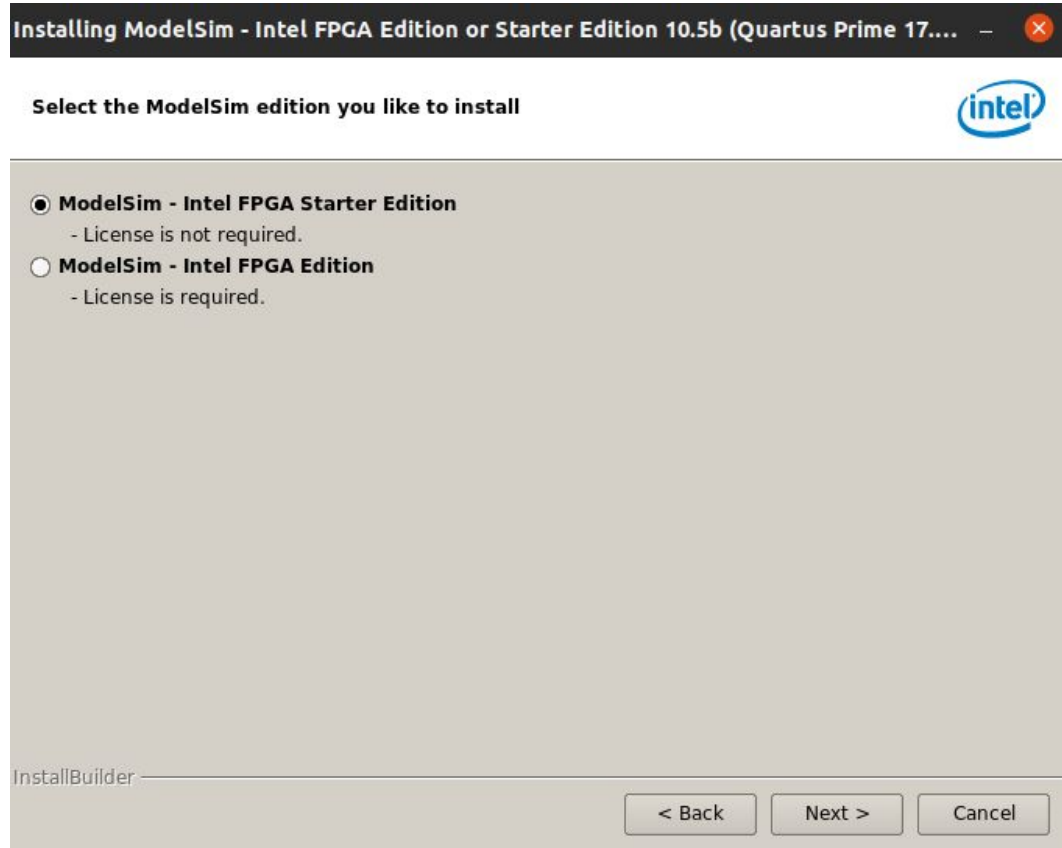 Installing ModelSim - Intel FPGA Edition or Starter Edition 10.5b (Quartus Prime 17....
Select the ModelSim edition you like to install
intel
ModelSim - Intel FPGA Starter Edition
- License is not required.
ModelSim - Intel FPGA Edition
- License is required.
InstallBuilder
< Back Next > Cancel